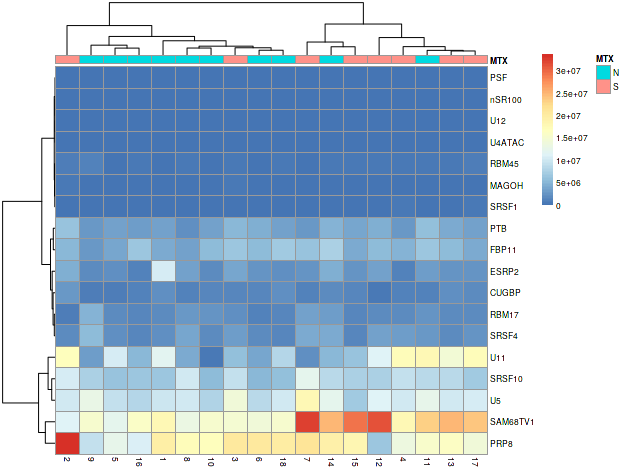 MTX
PSF
nSR100
U12
U4ATAC
RBM45
MAGOH
SRSF1
PTB
FBP11
ESRP2
CUGBP
RBM17
SRSF4
U11
SRSF10
U5
SAM68TV1
PRP8
2 9 5 16 1 8 10 3 6 18 7 14 15 12 4 11 13 17
3e+07
2.5e+07
2e+07
1.5e+07
1e+07
5e+06
0
MTX
N
S